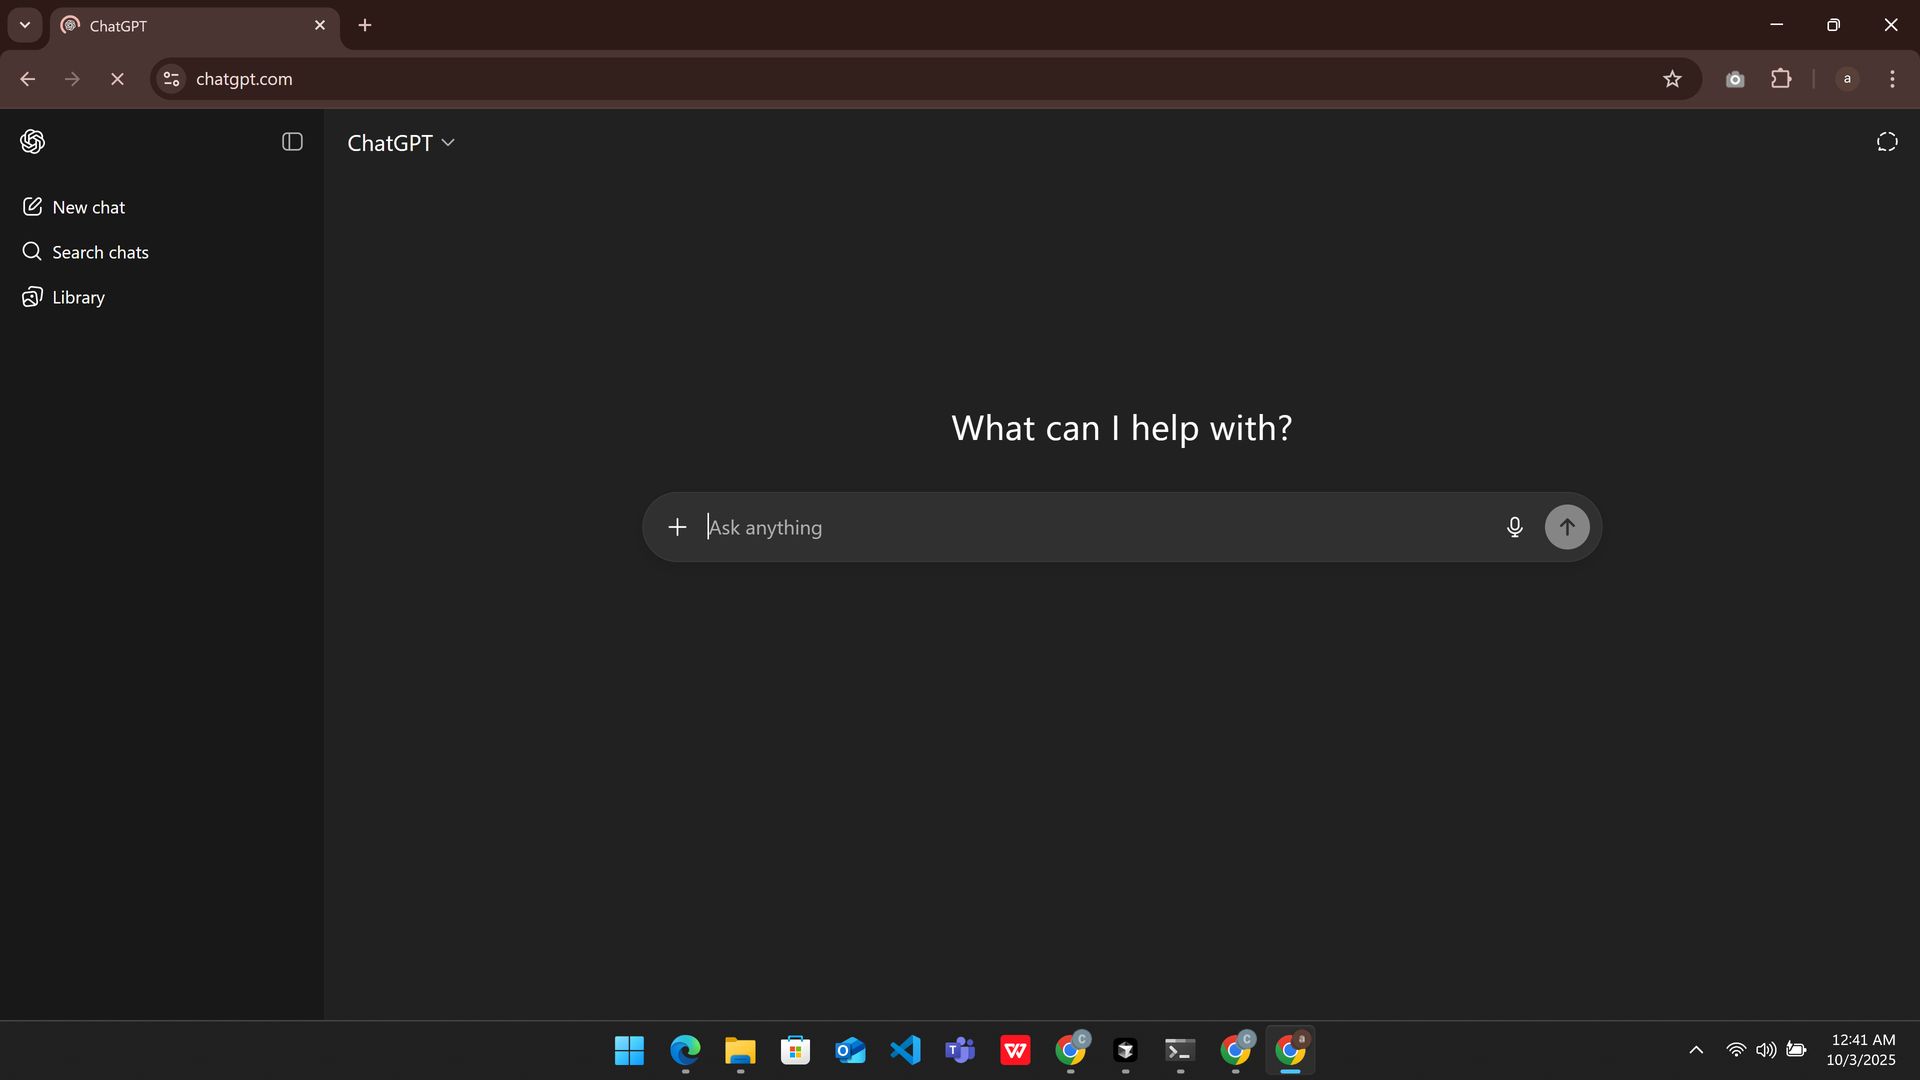 ChatGPT
chatgpt.com
a
ChatGPT
New chat
Search chats
Library
What can I help with?
Ask anything
C
C
a
12:41 AM
10/3/2025